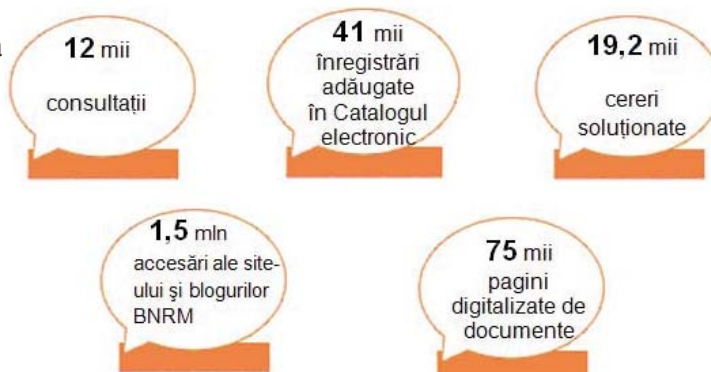 12 mii
consultații
41 mii
înregistrări
adăugate
în Catalogul
electronic
19,2 mii
cereri
soluționate
1,5 mln
accesări ale site-
ului şi blogurilor
BNRM
75 mii
pagini
digitalizate de
documente